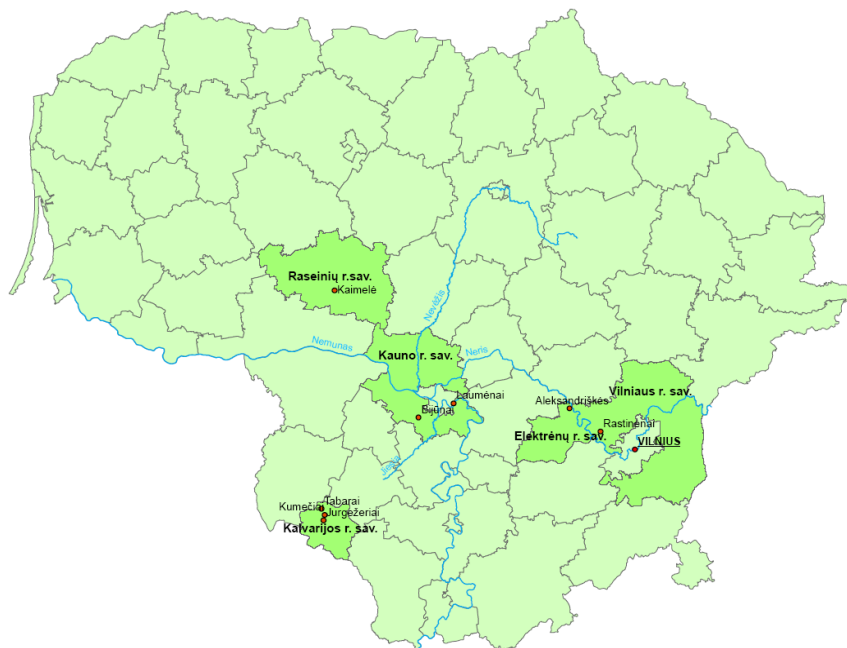 Raseinių r.sav.
Kaimelė
Nevėžis
Nemunas
Kauno r. sav.
Neris
Laumėnai
Bijūnai
Aleksandriškės
Vilniaus r. sav.
Rastinėnai
Elektrėnų r. sav.
VILNIUS
Jiesia
Tabarai
Kumečiai
Jurgežeriai
Kalvarijos r. sav.